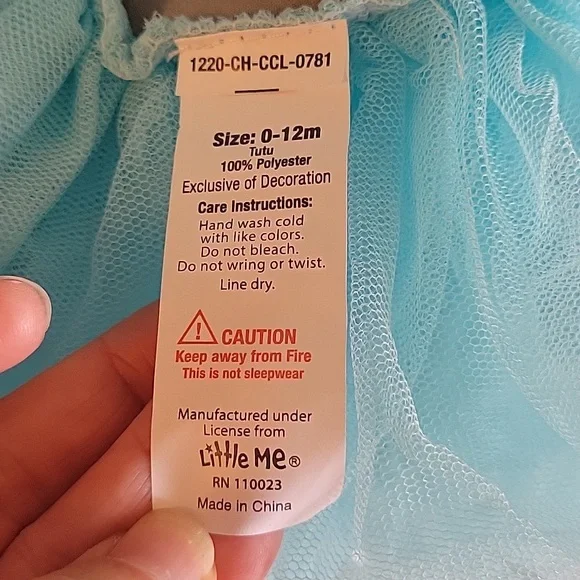 1220-CH-CCL-0781
Size: 0-12m
Tutu
100% Polyester
Exclusive of Decoration
Care Instructions:
Hand wash cold
with like colors.
Do not bleach.
Do not wring or twist.
Line dry.
! CAUTION
Keep away from Fire
This is not sleepwear
Manufactured under
License from
Little Me®
RN 110023
Made in China